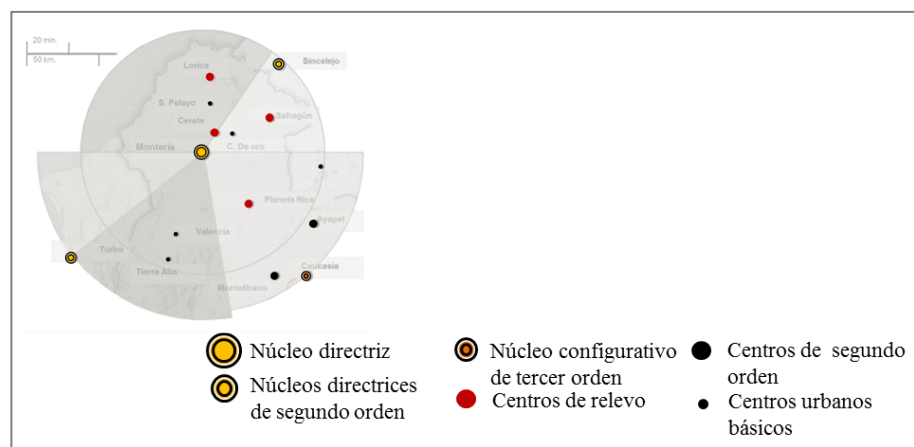 20 min.
50 km.
Lorica
Sincelejo
S. Pelayo
Sahagún
Cerete
Montería
C. De oro
Planeta Rica
Ayapel
Valencia
Turbo
Caucasia
Tierra Alta
Montelibano
Núcleo directriz
Núcleos directrices
de segundo orden
Núcleo configurativo
de tercer orden
Centros de relevo
Centros de segundo
orden
Centros urbanos
básicos